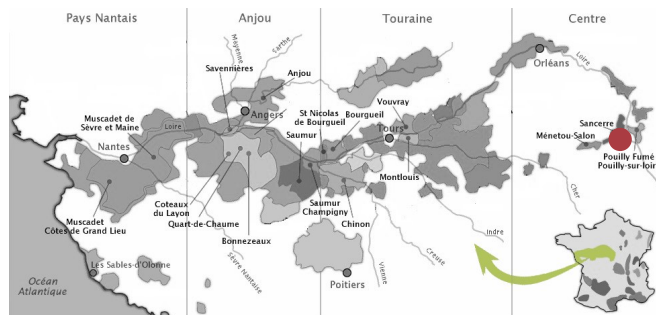 Pays Nantais
Anjou
Touraine
Centre
Mayenne
Sarthe
Savennières
Anjou
Angers
Muscadet de
Sèvre et Maine
Loire
Nantes
St Nicolas
de Bourgueil
Bourgueil
Saumur
Vouvray
Tours
Orléans
Loire
Sancerre
Ménetou-Salon
Pouilly Fumé
Pouilly-sur-loir
Montlouis
Cher
Muscadet
Côtes de Grand Lieu
Coteaux
du Layon
Quart-de-Chaume
Bonnezeaux
Saumur
Champigny
Chinon
Indre
Creuse
Vienne
Sèvre Nantaise
Les Sables-d'Olonne
Poitiers
Océan
Atlantique